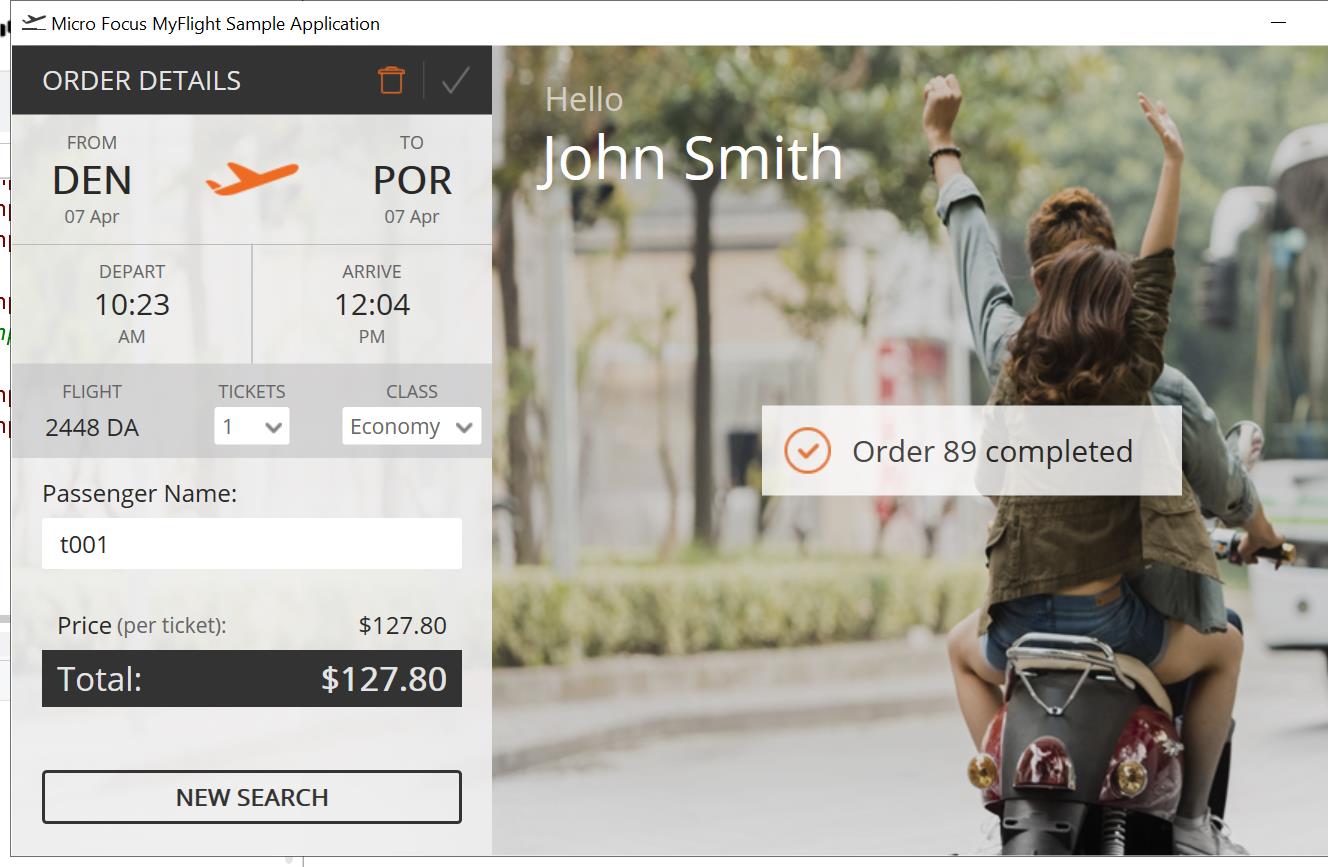 Micro Focus MyFlight Sample Application
ORDER DETAILS
FROM
TO
DEN
POR
07 Apr
07 Apr
DEPART
ARRIVE
10:23
12:04
AM
PM
FLIGHT
TICKETS
CLASS
2448 DA
1
Economy
Passenger Name:
t001
Price (per ticket):
$127.80
Total:
$127.80
NEW SEARCH
Hello
John Smith
Order 89 completed